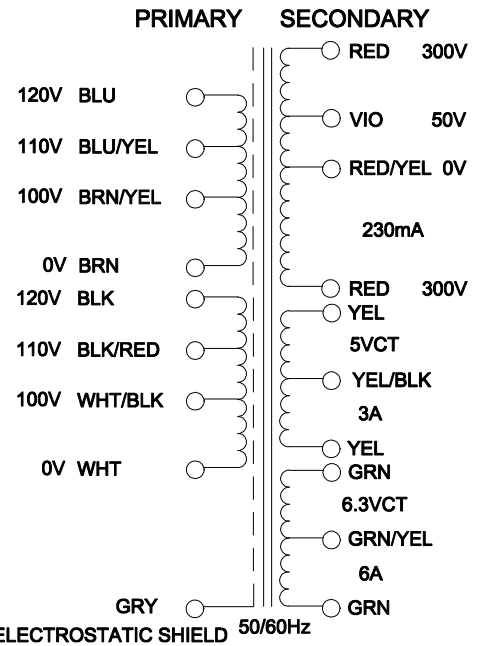 PRIMARY SECONDARY
RED 300V
120V BLU
VIO 50V
110V BLU/YEL
RED/YEL 0V
100V BRN/YEL
230mA
0V BRN
RED 300V
120V BLK
YEL
5VCT
110V BLK/RED
YEL/BLK
100V WHT/BLK
3A
YEL
0V WHT
GRN
6.3VCT
GRN/YEL
6A
GRY
GRN
ELECTROSTATIC SHIELD 50/60Hz